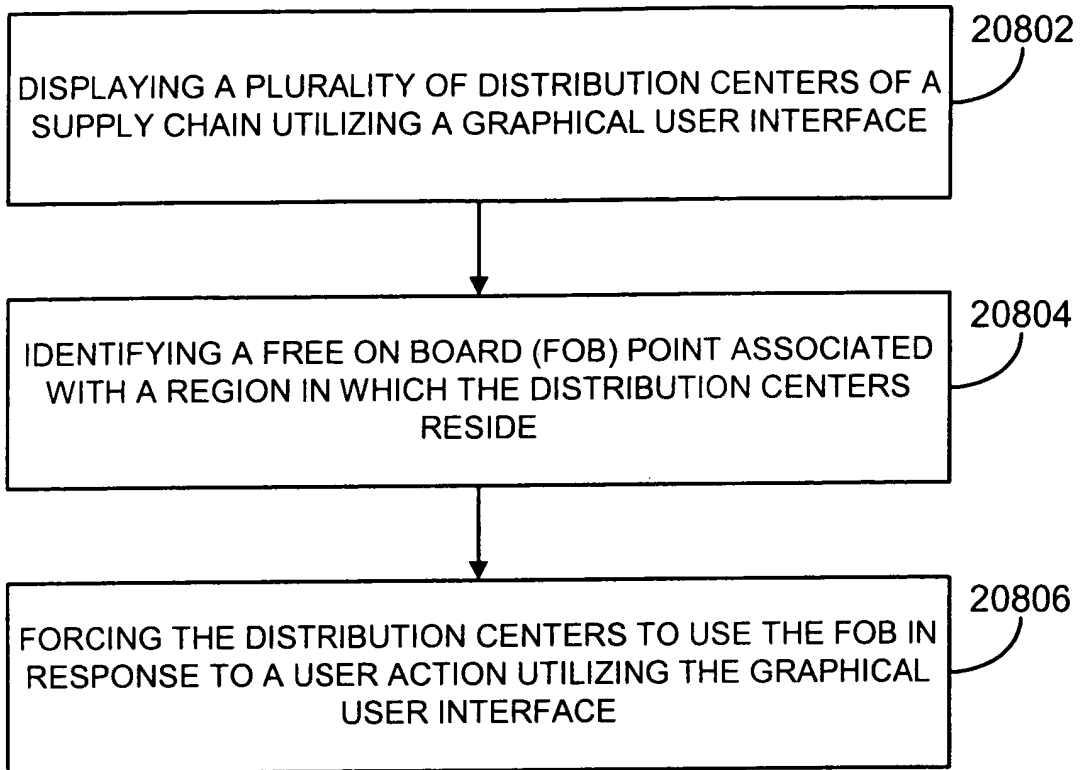 20802
DISPLAYING A PLURALITY OF DISTRIBUTION CENTERS OF A
SUPPLY CHAIN UTILIZING A GRAPHICAL USER INTERFACE
20804
IDENTIFYING A FREE ON BOARD (FOB) POINT ASSOCIATED
WITH A REGION IN WHICH THE DISTRIBUTION CENTERS
RESIDE
20806
FORCING THE DISTRIBUTION CENTERS TO USE THE FOB IN
RESPONSE TO A USER ACTION UTILIZING THE GRAPHICAL
USER INTERFACE